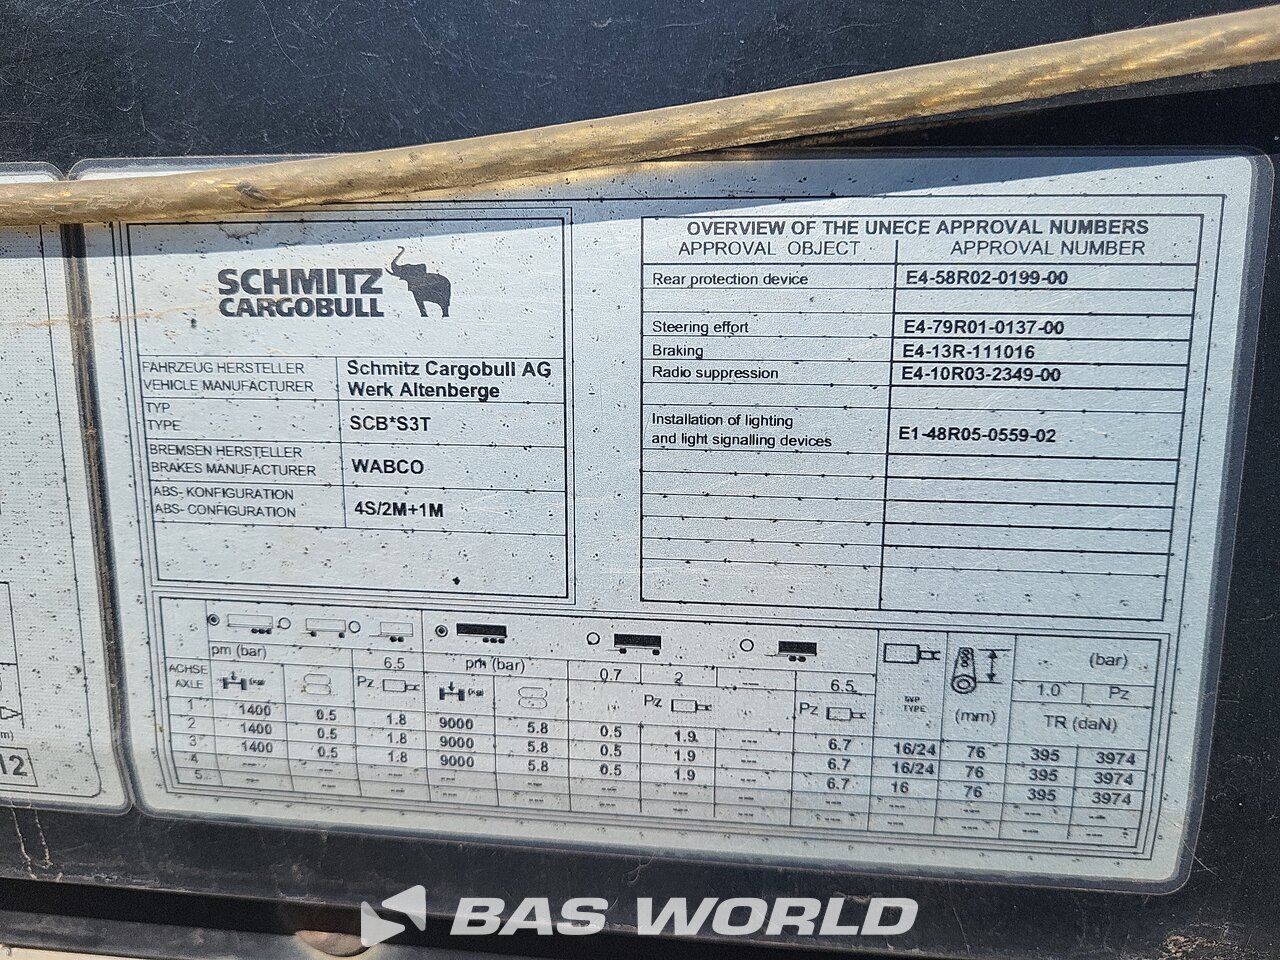 SCHMITZ
CARGOBULL
FAHRZEUG HERSTELLER
VEHICLE MANUFACTURER
Schmitz Cargobull AG
Werk Altenberge
TYP
TYPE
SCB*S3T
BREMSEN HERSTELLER
BRAKES MANUFACTURER
WABCO
ABS- KONFIGURATION
ABS- CONFIGURATION
4S/2M+1M
OVERVIEW OF THE UNECE APPROVAL NUMBERS
APPROVAL OBJECT APPROVAL NUMBER
Rear protection device E4-58R02-0199-00
Steering effort E4-79R01-0137-00
Braking E4-13R-111016
Radio suppression E4-10R03-2349-00
Installation of lighting
and light signalling devices E1-48R05-0559-02
pm (bar) 6.5 pm (bar) 0.7 2 --- 6.5 (bar)
ACHSE
AXLE
(kg) Pz (kg) Pz Pz TYP
TYPE (mm) 1.0 Pz
TR (daN)
1 1400 0.5 1.8 9000 5.8 0.5 1.9 --- 6.7 16/24 76 395 3974
2 1400 0.5 1.8 9000 5.8 0.5 1.9 --- 6.7 16/24 76 395 3974
3 1400 0.5 1.8 9000 5.8 0.5 1.9 --- 6.7 16 76 395 3974
4 --- --- --- --- --- --- --- --- --- --- --- --- ---
5 --- --- --- --- --- --- --- --- --- --- --- --- ---
m)
12
BAS WORLD